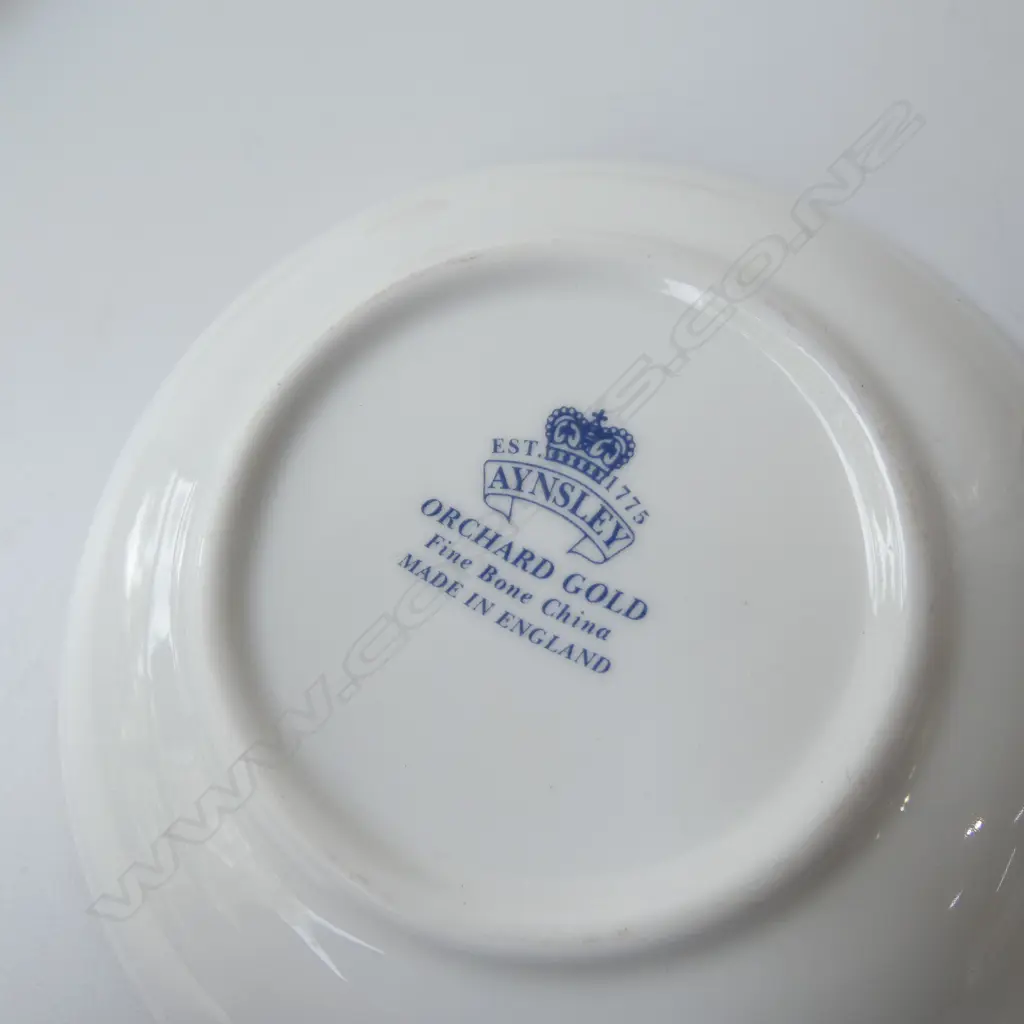 EST. 1775
AYNSLEY
ORCHARD GOLD
Fine Bone China
MADE IN ENGLAND